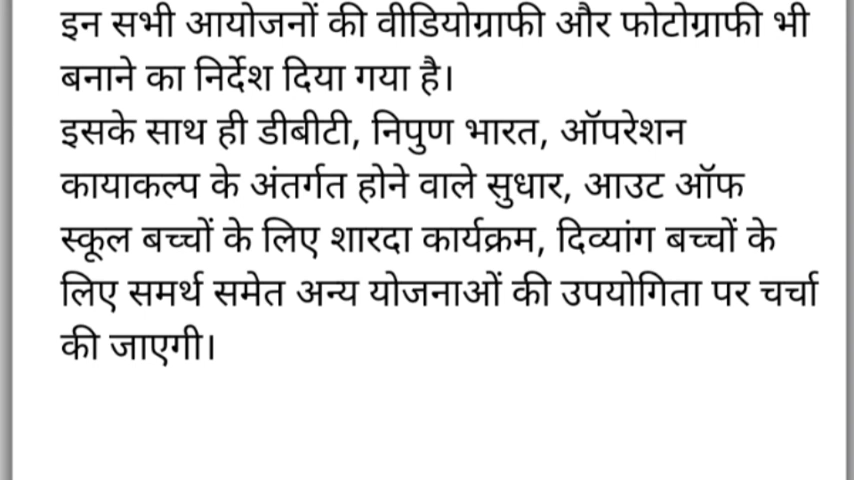 इन सभी आयोजनों की वीडियोग्राफी और फोटोग्राफी भी
बनाने का निर्देश दिया गया है।
इसके साथ ही डीबीटी, निपुण भारत, ऑपरेशन
कायाकल्प के अंतर्गत होने वाले सुधार, आउट ऑफ
स्कूल बच्चों के लिए शारदा कार्यक्रम, दिव्यांग बच्चों के
लिए समर्थ समेत अन्य योजनाओं की उपयोगिता पर चर्चा
की जाएगी।